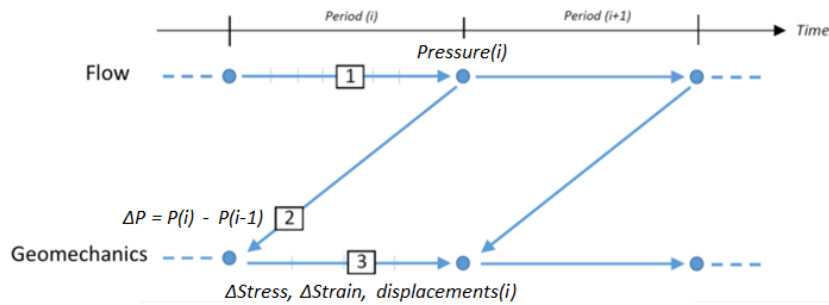 Period (i)
Period (i+1)
Time
Pressure(i)
Flow
1
ΔP = P(i) - P(i-1)
2
Geomechanics
3
ΔStress, ΔStrain, displacements(i)